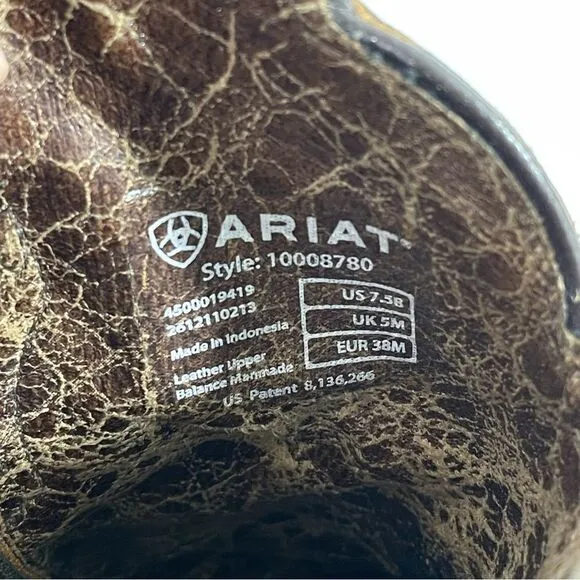 ARIAT
Style: 10008780
4500019419
2612110213
Made in Indonesia
Leather Upper
Balance Manmade
US Patent 8,136,266
US 7.5B
UK 5M
EUR 38M